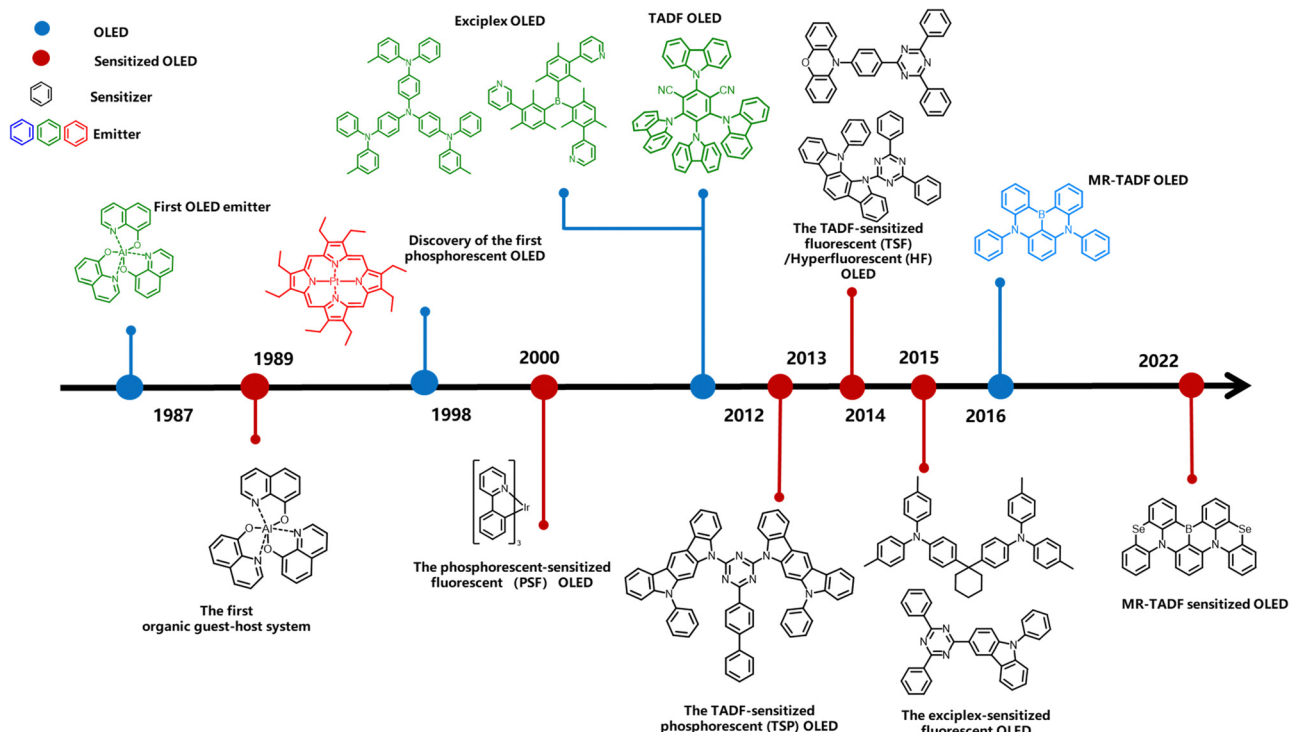 OLED
Sensitized OLED
Sensitizer
Emitter
Exciplex OLED
TADF OLED
First OLED emitter
Discovery of the first
phosphorescent OLED
The TADF-sensitized
fluorescent (TSF)
/Hyperfluorescent (HF)
OLED
MR-TADF OLED
1987
1989
1998
2000
2012
2013
2014
2015
2016
2022
The first
organic guest-host system
The phosphorescent-sensitized
fluorescent (PSF) OLED
The TADF-sensitized
phosphorescent (TSP) OLED
The exciplex-sensitized
fluorescent OLED
MR-TADF sensitized OLED